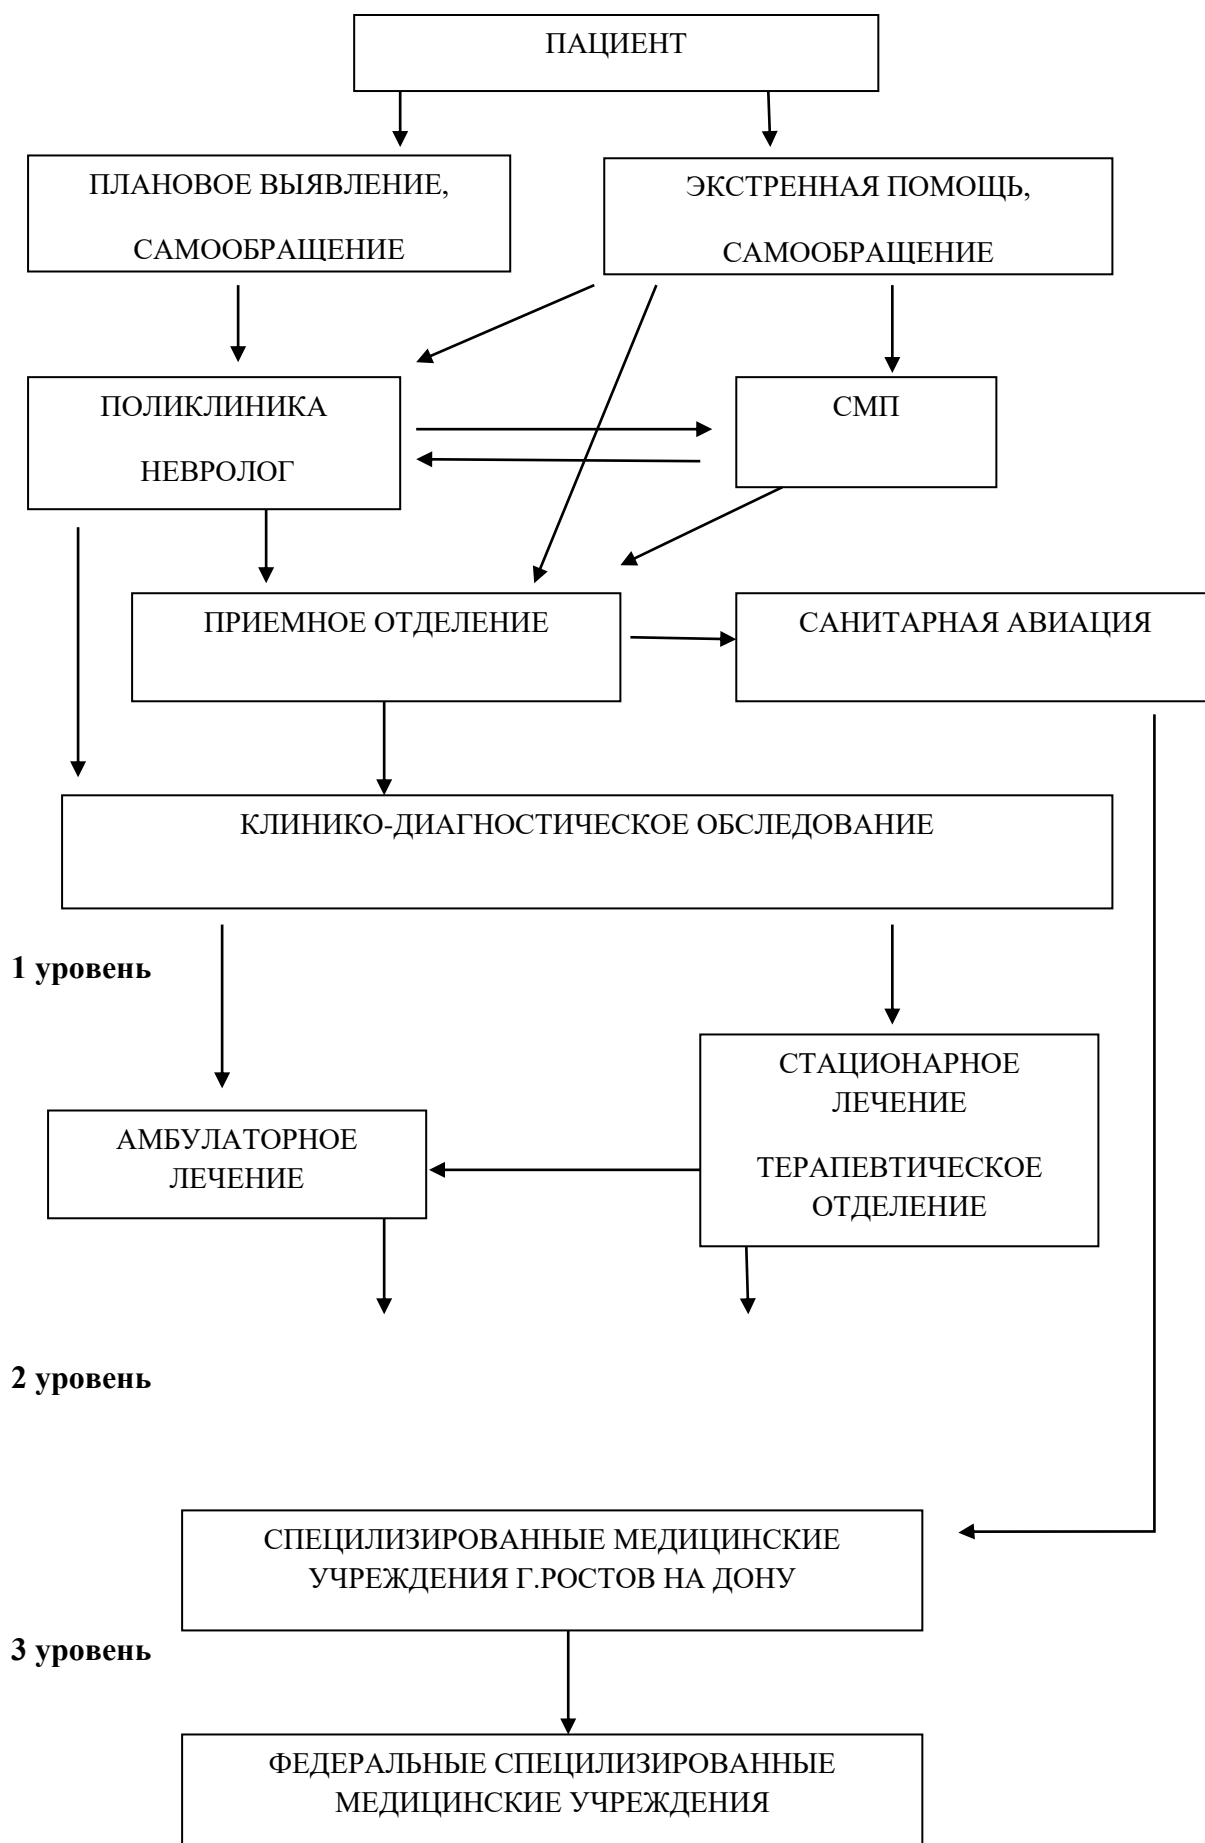 ПАЦИЕНТ
ПЛАНОВОЕ ВЫЯВЛЕНИЕ,
САМООБРАЩЕНИЕ
ЭКСТРЕННАЯ ПОМОЩЬ,
САМООБРАЩЕНИЕ
ПОЛИКЛИНИКА
НЕВРОЛОГ
СМП
ПРИЕМНОЕ ОТДЕЛЕНИЕ
САНИТАРНАЯ АВИАЦИЯ
КЛИНИКО-ДИАГНОСТИЧЕСКОЕ ОБСЛЕДОВАНИЕ
1 уровень
АМБУЛАТОРНОЕ
ЛЕЧЕНИЕ
СТАЦИОНАРНОЕ
ЛЕЧЕНИЕ
ТЕРАПЕВТИЧЕСКОЕ
ОТДЕЛЕНИЕ
2 уровень
СПЕЦИЛИЗИРОВАННЫЕ МЕДИЦИНСКИЕ
УЧРЕЖДЕНИЯ Г.РОСТОВ НА ДОНУ
3 уровень
ФЕДЕРАЛЬНЫЕ СПЕЦИЛИЗИРОВАННЫЕ
МЕДИЦИНСКИЕ УЧРЕЖДЕНИЯ